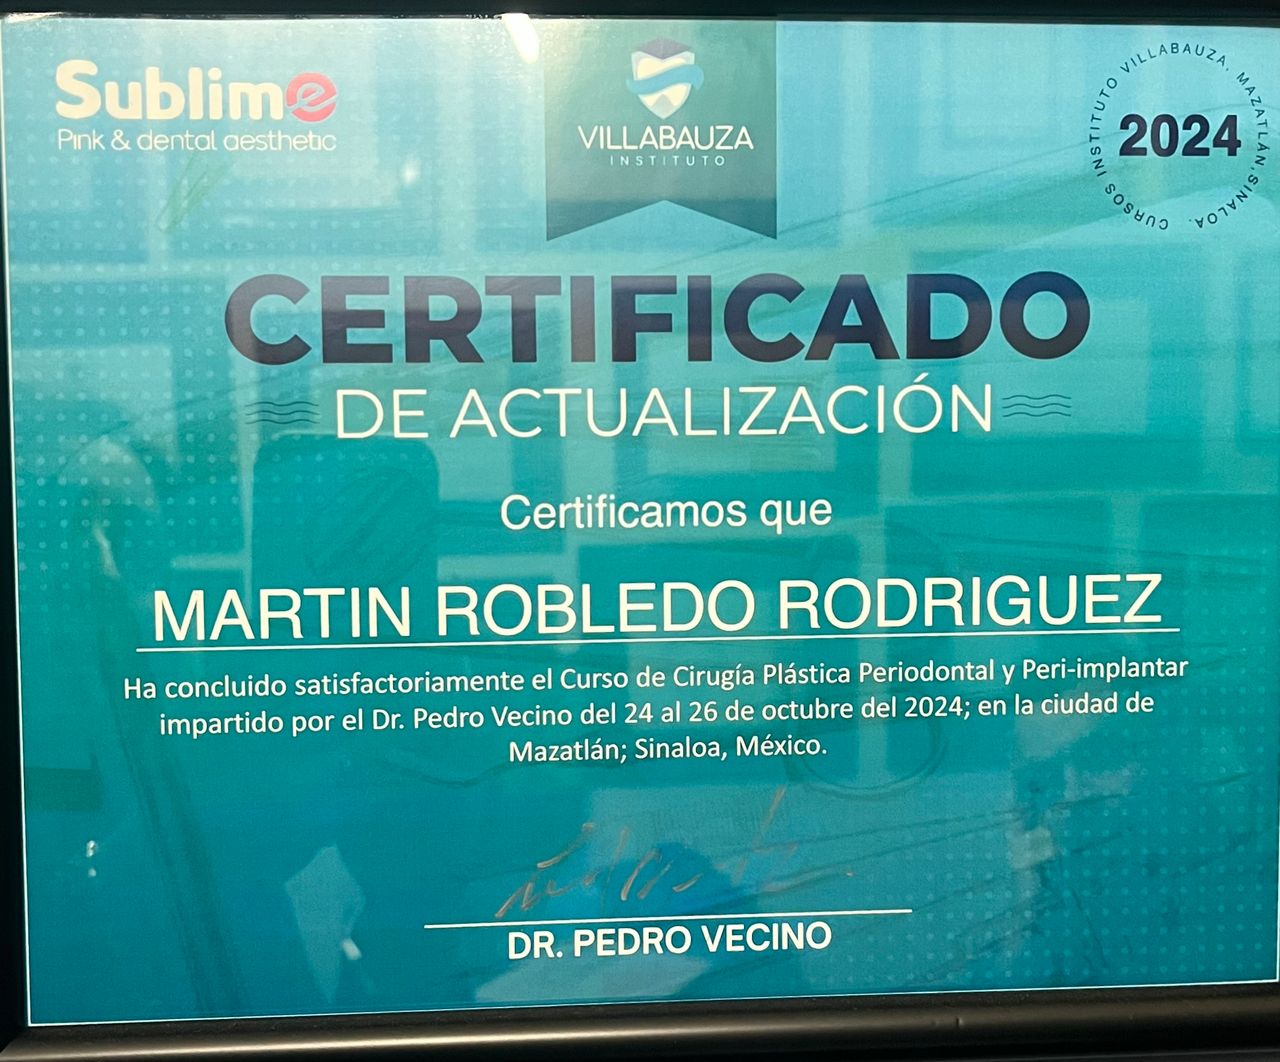 Sublime
Pink & dental aesthetic
VILLABAUZA
INSTITUTO
CURSOS INSTITUTO VILLABAUZA. MAZATLÁN,SINALOA.
2024
CERTIFICADO
DE ACTUALIZACIÓN
Certificamos que
MARTIN ROBLEDO RODRIGUEZ
Ha concluido satisfactoriamente el Curso de Cirugía Plástica Periodontal y Peri-implantar
impartido por el Dr. Pedro Vecino del 24 al 26 de octubre del 2024; en la ciudad de
Mazatlán; Sinaloa, México.
DR. PEDRO VECINO